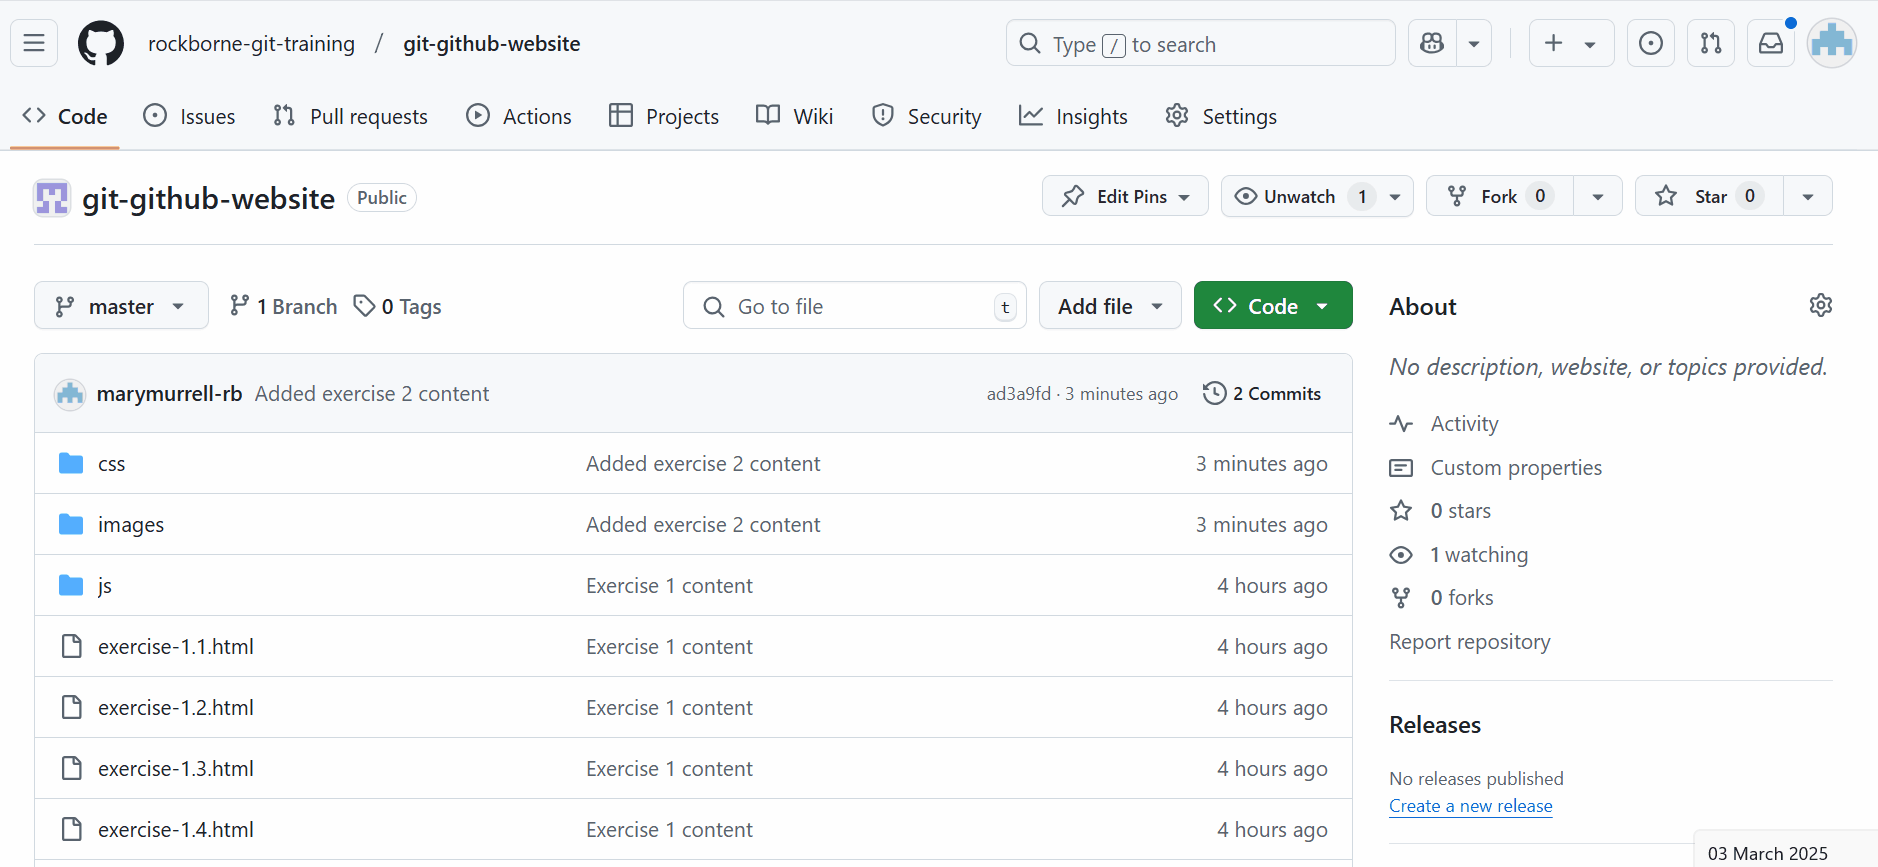 rockborne-git-training / git-github-website
Type / to search
Code Issues Pull requests Actions Projects Wiki Security Insights Settings
git-github-website Public
Edit Pins Unwatch 1 Fork 0 Star 0
master 1 Branch 0 Tags Go to file t Add file Code
marymurrell-rb Added exercise 2 content ad3a9fd · 3 minutes ago 2 Commits
css Added exercise 2 content 3 minutes ago
images Added exercise 2 content 3 minutes ago
js Exercise 1 content 4 hours ago
exercise-1.1.html Exercise 1 content 4 hours ago
exercise-1.2.html Exercise 1 content 4 hours ago
exercise-1.3.html Exercise 1 content 4 hours ago
exercise-1.4.html Exercise 1 content 4 hours ago
About
No description, website, or topics provided.
Activity
Custom properties
0 stars
1 watching
0 forks
Report repository
Releases
No releases published
Create a new release
03 March 2025